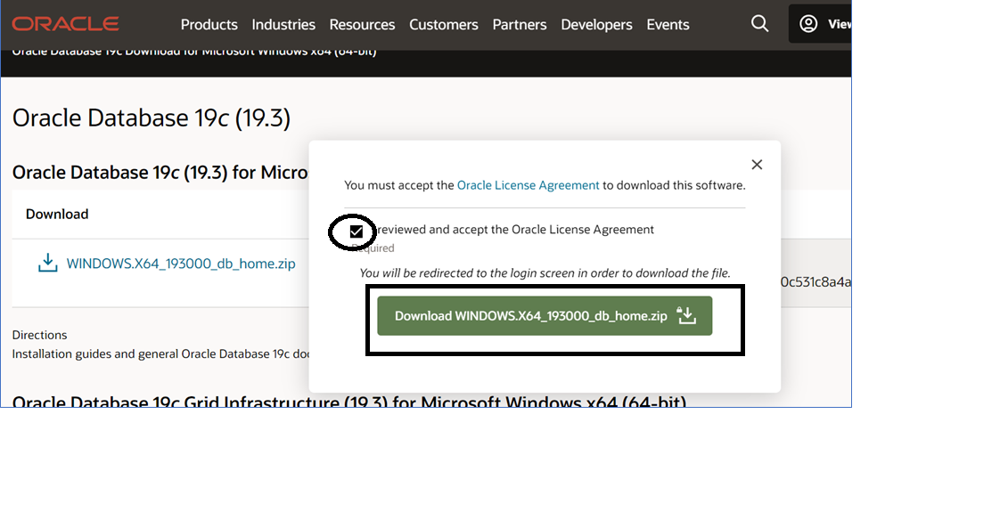 ORACLE
Products Industries Resources Customers Partners Developers Events
View
Oracle Database 19c Download for Microsoft Windows x64 (64-bit)
Oracle Database 19c (19.3)
Oracle Database 19c (19.3) for Micro
You must accept the Oracle License Agreement to download this software.
Download
reviewed and accept the Oracle License Agreement
Required
WINDOWS.X64_193000_db_home.zip
You will be redirected to the login screen in order to download the file.
0c531c8a4a
Download WINDOWS.X64_193000_db_home.zip
Directions
Installation guides and general Oracle Database 19c doc
Oracle Database 19c Grid Infrastructure (19.3) for Microsoft Windows x64 (64-bit)